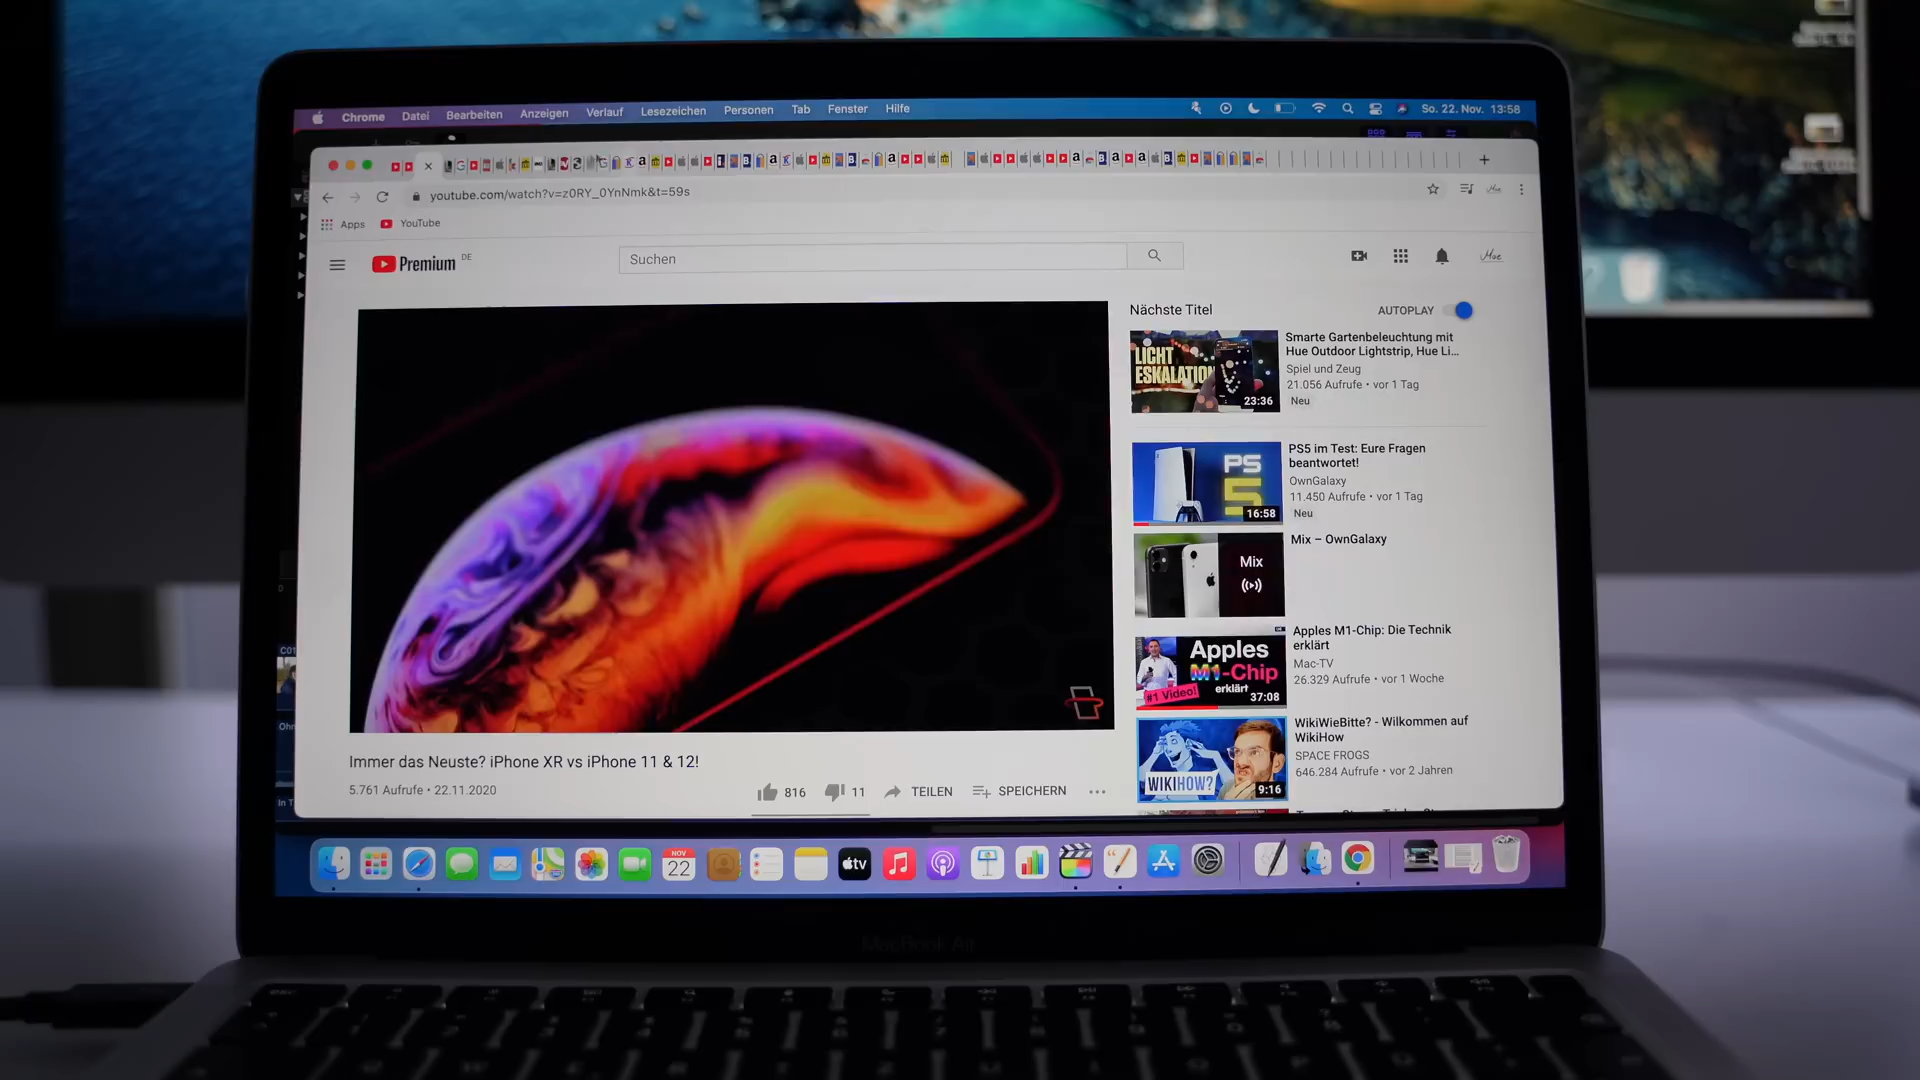 Chrome Datei Bearbeiten Anzeigen Verlauf Lesezeichen Personen Tab Fenster Hilfe
So. 22. Nov. 13:58
youtube.com/watch?v=z0RY_0YnNmk&t=59s
Apps YouTube
Premium DE
Suchen
Nächste Titel AUTOPLAY
LICHT
ESKALATION
23:36
Smarte Gartenbeleuchtung mit
Hue Outdoor Lightstrip, Hue Li...
Spiel und Zeug
21.056 Aufrufe • vor 1 Tag
Neu
PS
5
16:58
PS5 im Test: Eure Fragen
beantwortet!
OwnGalaxy
11.450 Aufrufe • vor 1 Tag
Neu
Mix
Mix – OwnGalaxy
Apples
M1-Chip
erklärt
#1 Video!
37:08
Apples M1-Chip: Die Technik
erklärt
Mac-TV
26.329 Aufrufe • vor 1 Woche
WIKIHOW?
9:16
WikiWieBitte? - Wilkommen auf
WikiHow
SPACE FROGS
646.284 Aufrufe • vor 2 Jahren
Immer das Neuste? iPhone XR vs iPhone 11 & 12!
5.761 Aufrufe • 22.11.2020
816 11 TEILEN SPEICHERN
C01
NOV
22
tv
MacBook Air